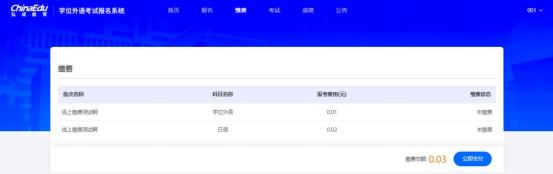 ChinaEdu 弘成教育 学位外语考试报名系统 首页 报名 缴费 考试 成绩 公告 001
缴费
批次名称 科目名称 报考费用(元) 缴费状态
线上缴费测试啊 学位外语 0.01 未缴费
线上缴费测试啊 日语 0.02 未缴费
缴费总额: 0.03 立即支付